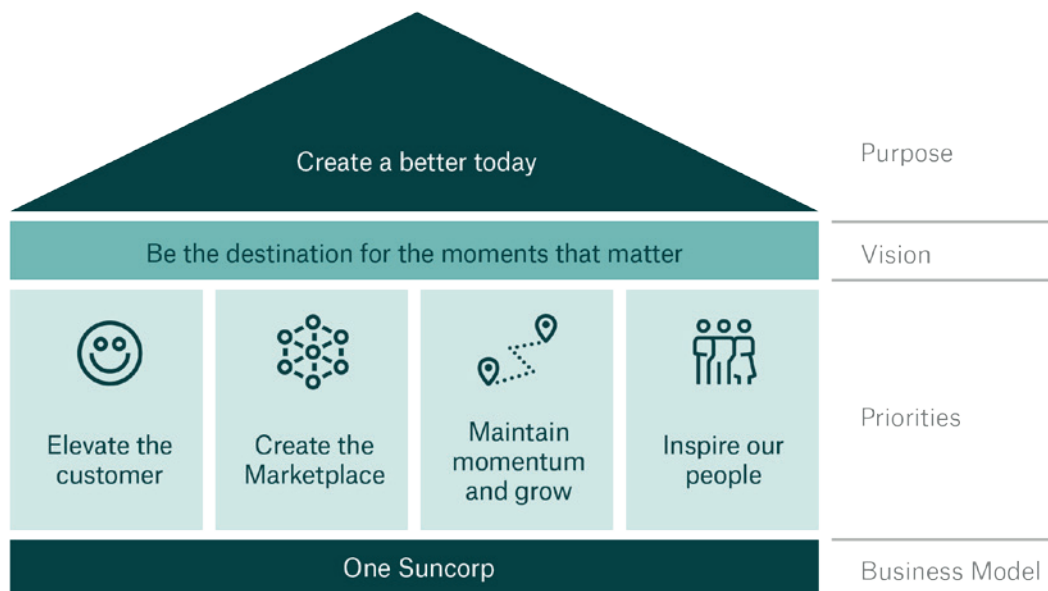 Create a better today
Purpose
Be the destination for the moments that matter
Vision
Elevate the
customer
Create the
Marketplace
Maintain
momentum
and grow
Inspire our
people
Priorities
One Suncorp
Business Model